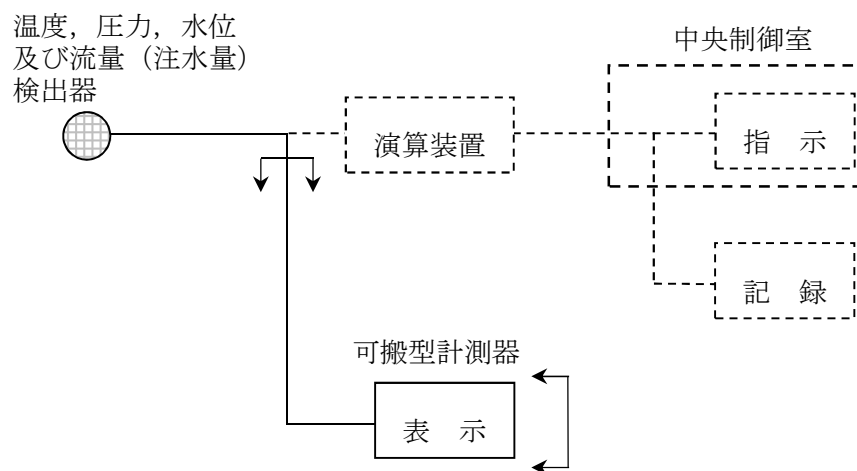 温度，圧力，水位
及び流量（注水量）
検出器
中央制御室
演算装置
指　示
記　録
可搬型計測器
表　示